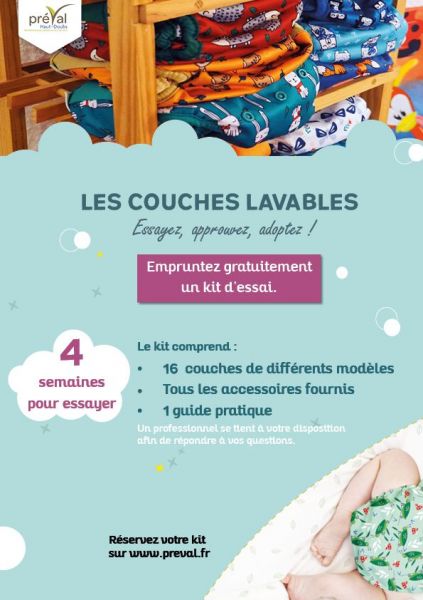 préval
Haut-Doubs
LES COUCHES LAVABLES
Essayez, approuvez, adoptez !
Empruntez gratuitement
un kit d'essai.
4
semaines
pour essayer
Le kit comprend :
• 16 couches de différents modèles
• Tous les accessoires fournis
• 1 guide pratique
Un professionnel se tient à votre disposition
afin de répondre à vos questions.
Réservez votre kit
sur www.preval.fr